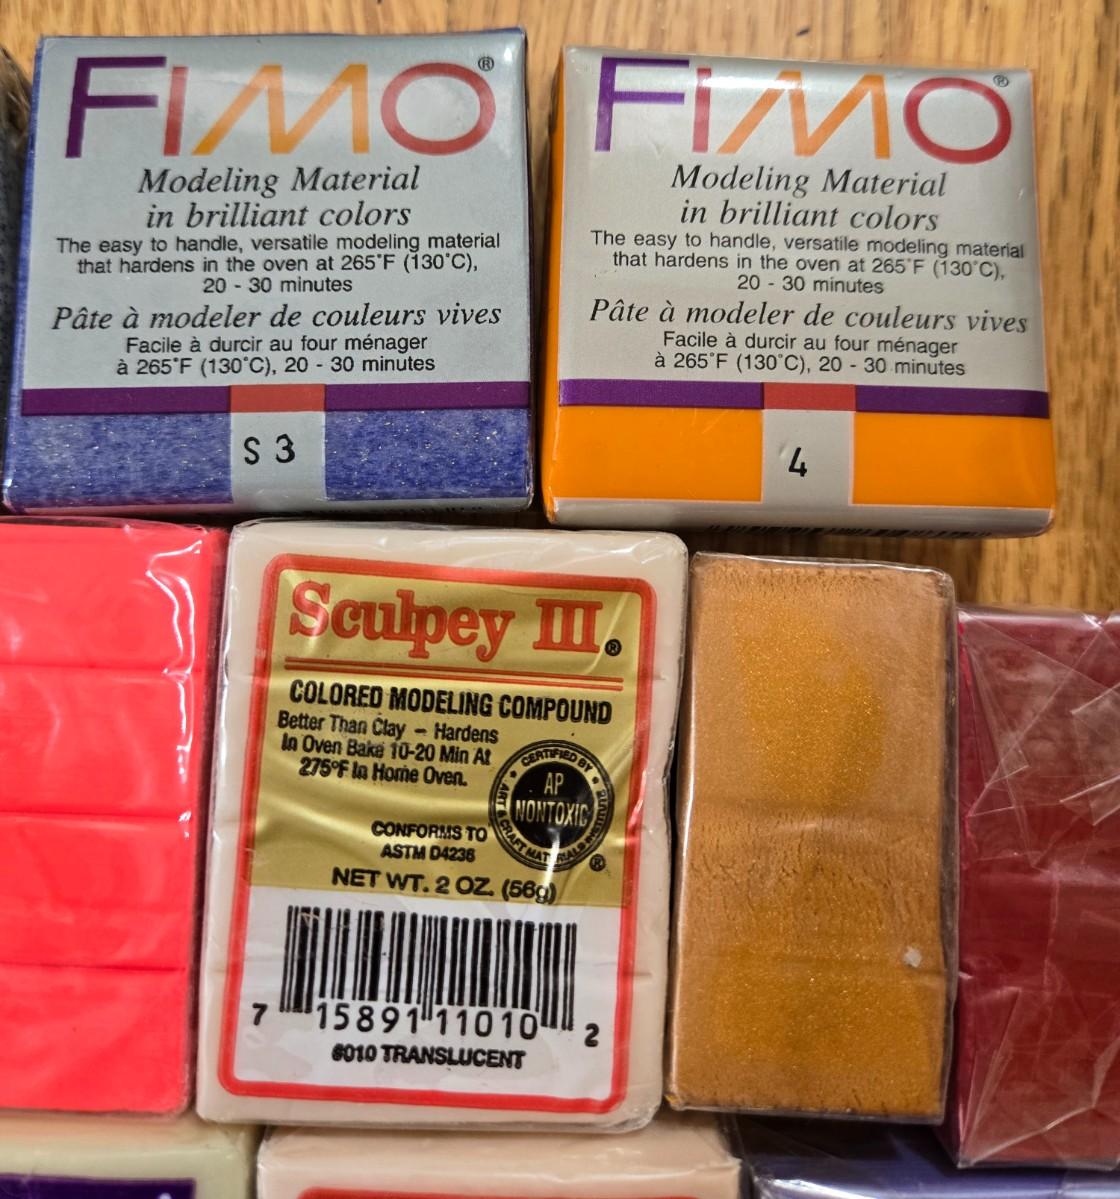 FIMO®
Modeling Material
in brilliant colors
The easy to handle, versatile modeling material
that hardens in the oven at 265°F (130°C),
20 - 30 minutes
Pâte à modeler de couleurs vives
Facile à durcir au four ménager
à 265°F (130°C), 20 - 30 minutes
S 3
FIMO®
Modeling Material
in brilliant colors
The easy to handle, versatile modeling material
that hardens in the oven at 265°F (130°C),
20 - 30 minutes
Pâte à modeler de couleurs vives
Facile à durcir au four ménager
à 265°F (130°C), 20 - 30 minutes
4
Sculpey III®
COLORED MODELING COMPOUND
Better Than Clay – Hardens
In Oven Bake 10-20 Min At
275°F In Home Oven.
CERTIFIED BY
AP
NONTOXIC
ART & CRAFT MATERIALS INSTITUTE
®
CONFORMS TO
ASTM D4236
NET WT. 2 OZ. (56g)
7 15891 11010 2
6010 TRANSLUCENT